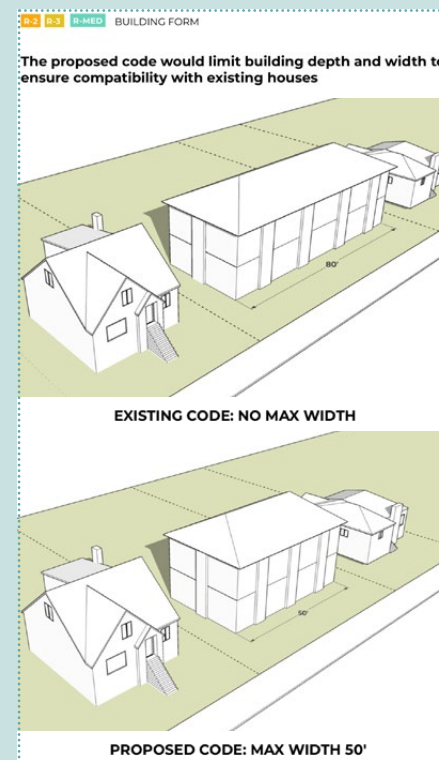 R-2 R-3 R-MED BUILDING FORM
The proposed code would limit building depth and width to
ensure compatibility with existing houses
80'
EXISTING CODE: NO MAX WIDTH
50'
PROPOSED CODE: MAX WIDTH 50'